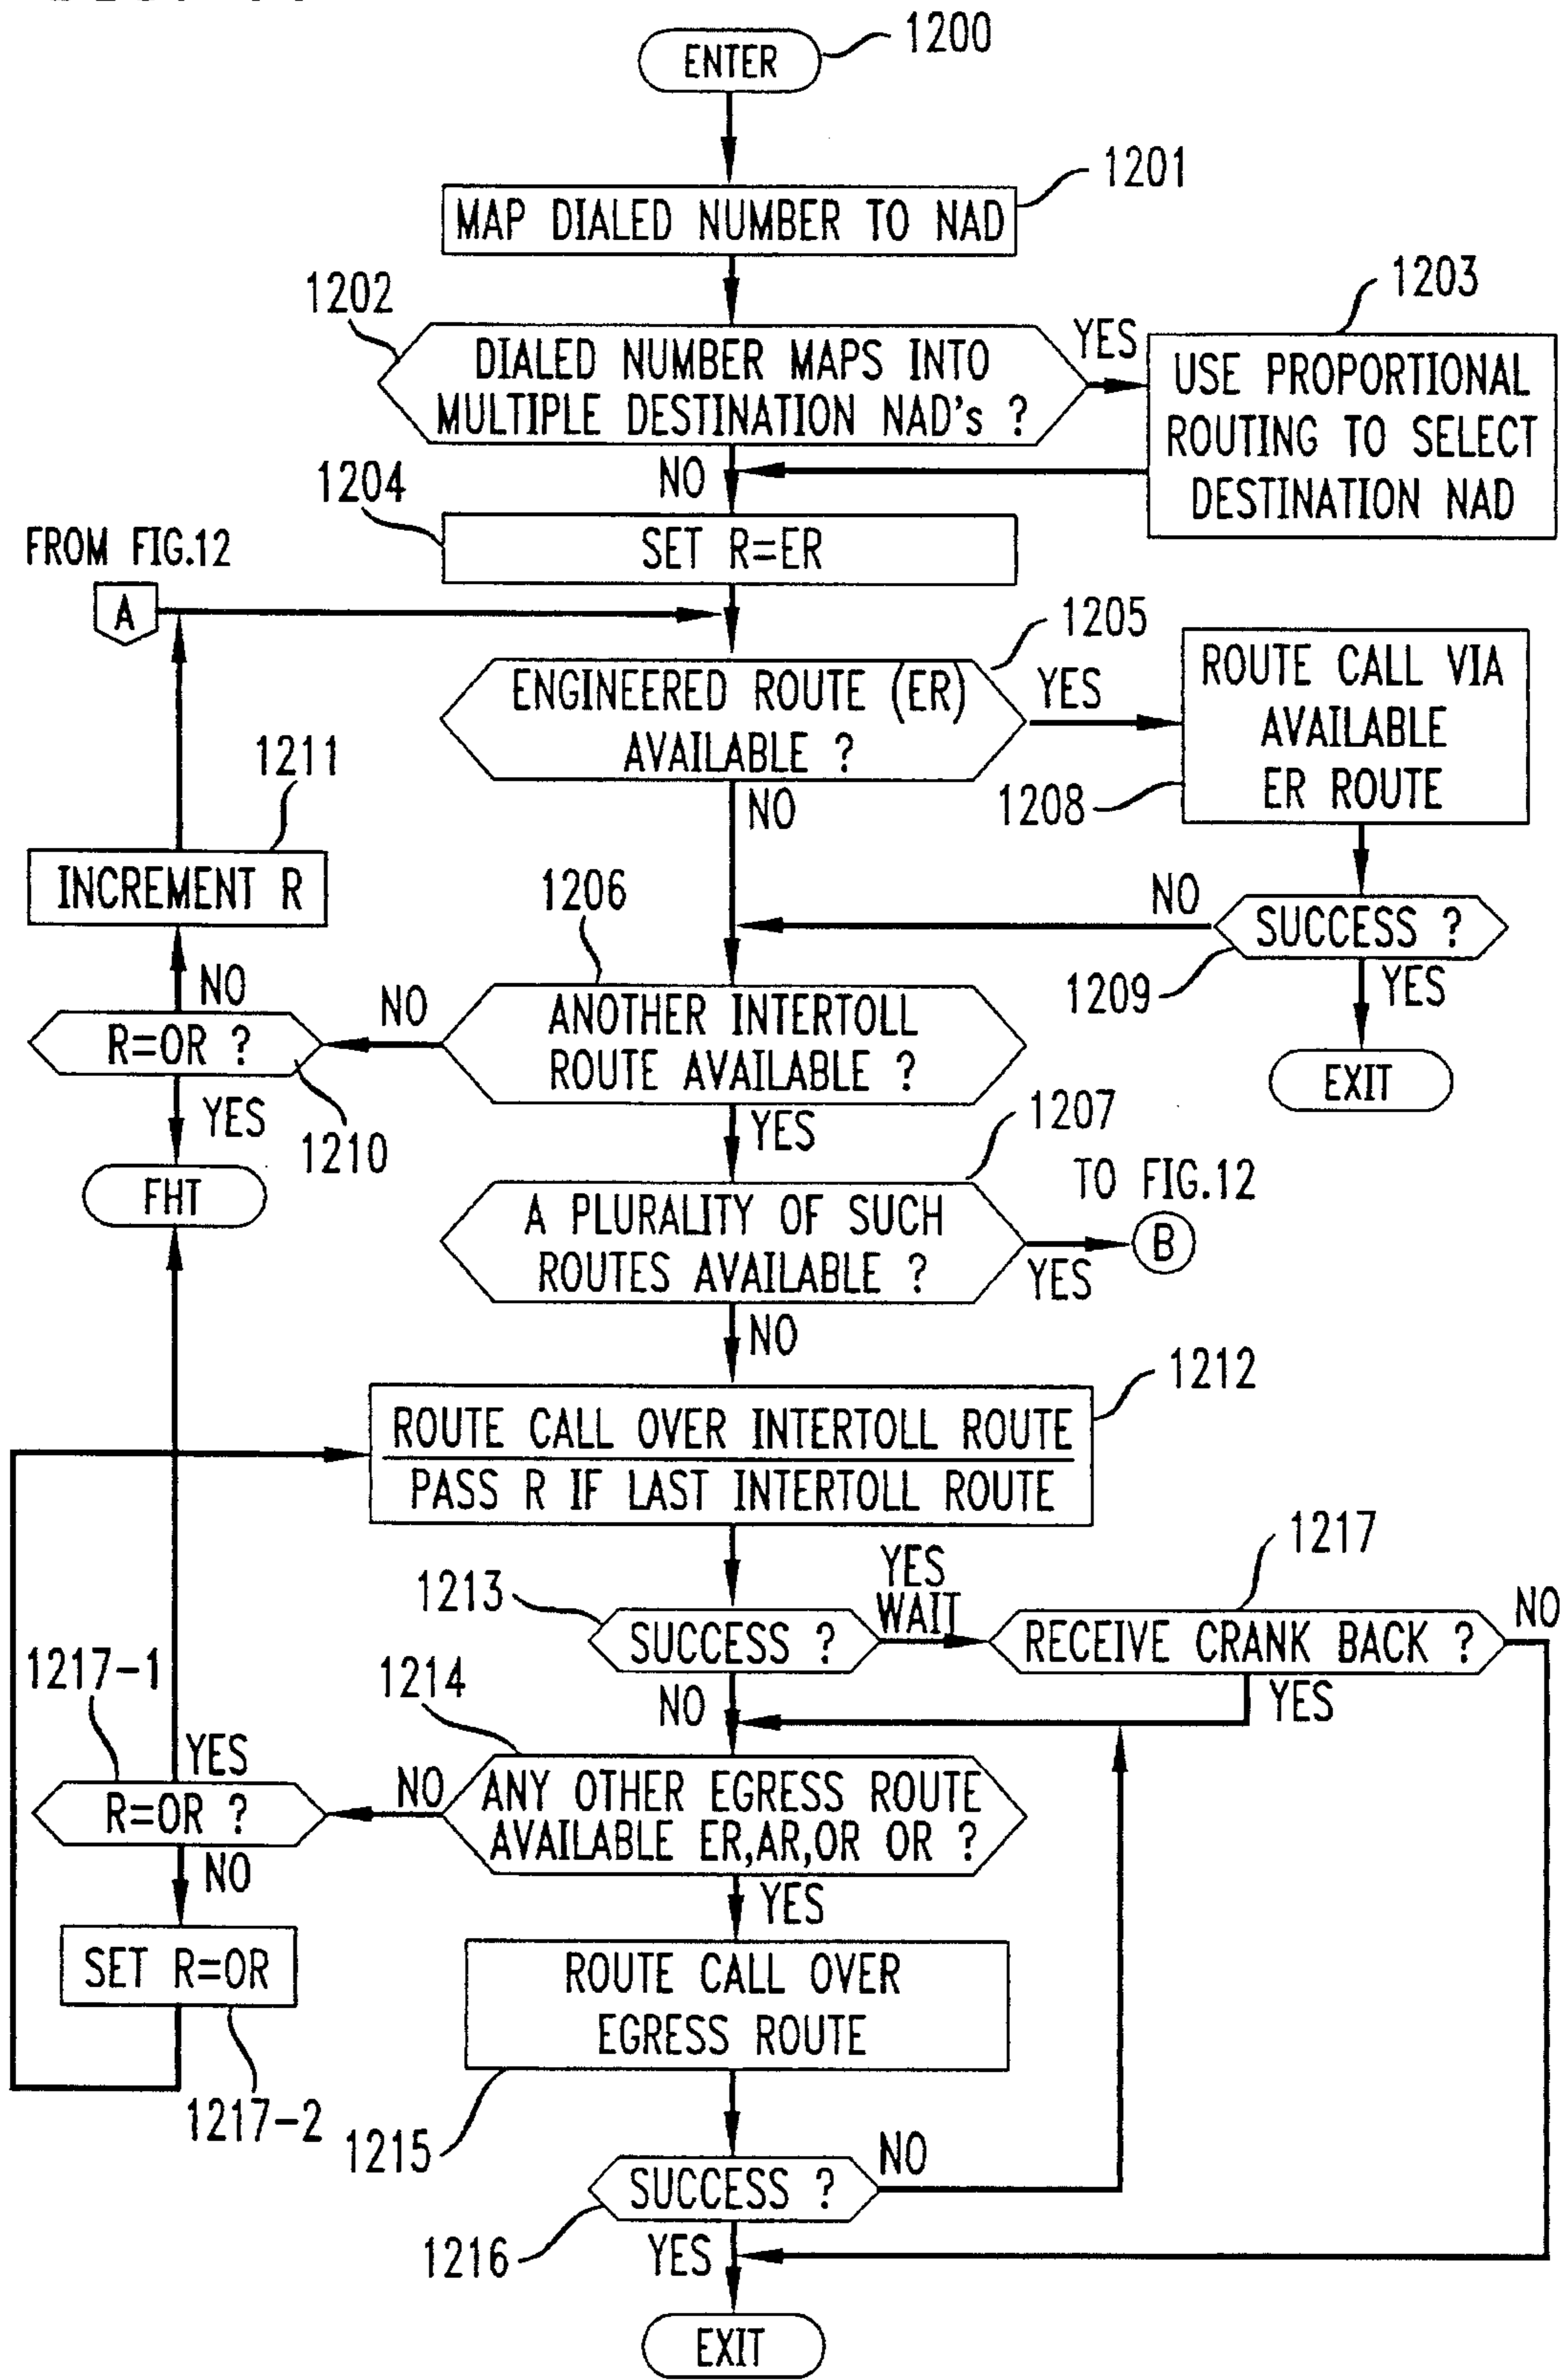 ENTER
1200
1201
MAP DIALED NUMBER TO NAD
1202
1203
DIALED NUMBER MAPS INTO
MULTIPLE DESTINATION NAD's ?
YES
USE PROPORTIONAL
ROUTING TO SELECT
DESTINATION NAD
NO
1204
SET R=ER
FROM FIG.12
A
1205
ENGINEERED ROUTE (ER)
AVAILABLE ?
YES
ROUTE CALL VIA
AVAILABLE
ER ROUTE
1208
NO
1211
INCREMENT R
1206
NO
SUCCESS ?
1209
YES
EXIT
NO
R=OR ?
NO
ANOTHER INTERTOLL
ROUTE AVAILABLE ?
YES
1210
FHT
YES
1207
TO FIG.12
A PLURALITY OF SUCH
ROUTES AVAILABLE ?
YES
B
NO
1212
ROUTE CALL OVER INTERTOLL ROUTE
PASS R IF LAST INTERTOLL ROUTE
1213
SUCCESS ?
YES
WAIT
1217
RECEIVE CRANK BACK ?
NO
YES
NO
1217-1
1214
YES
R=OR ?
NO
ANY OTHER EGRESS ROUTE
AVAILABLE ER,AR,OR OR ?
NO
YES
SET R=OR
1217-2
ROUTE CALL OVER
EGRESS ROUTE
1215
SUCCESS ?
NO
1216
YES
EXIT